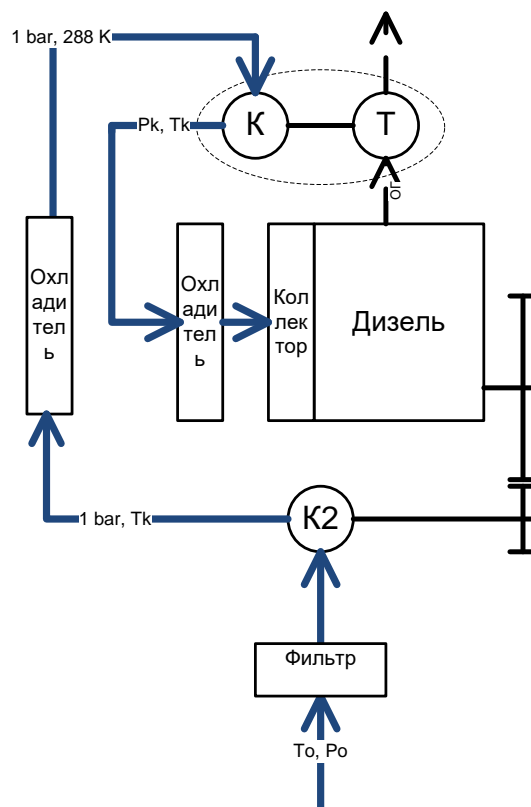 1 bar, 288 K
К
Т
Pk, Tk
ОГ
Охл
ади
тел
ь
Охл
ади
тел
ь
Кол
лек
тор
Дизель
1 bar, Tk
К2
Фильтр
To, Po